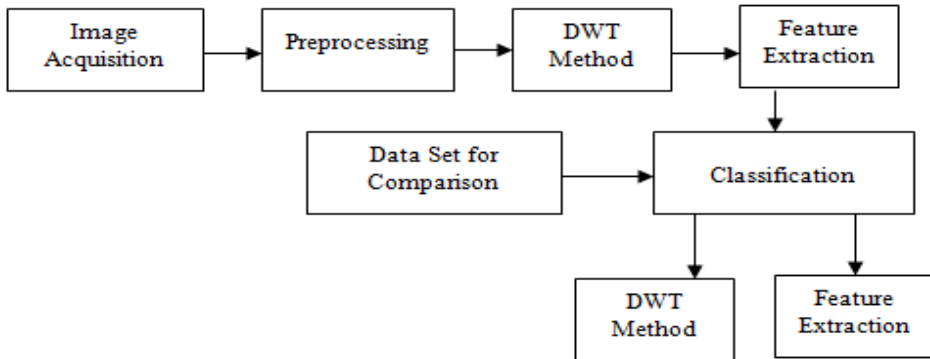 Image
Acquisition
Preprocessing
DWT
Method
Feature
Extraction
Data Set for
Comparison
Classification
DWT
Method
Feature
Extraction